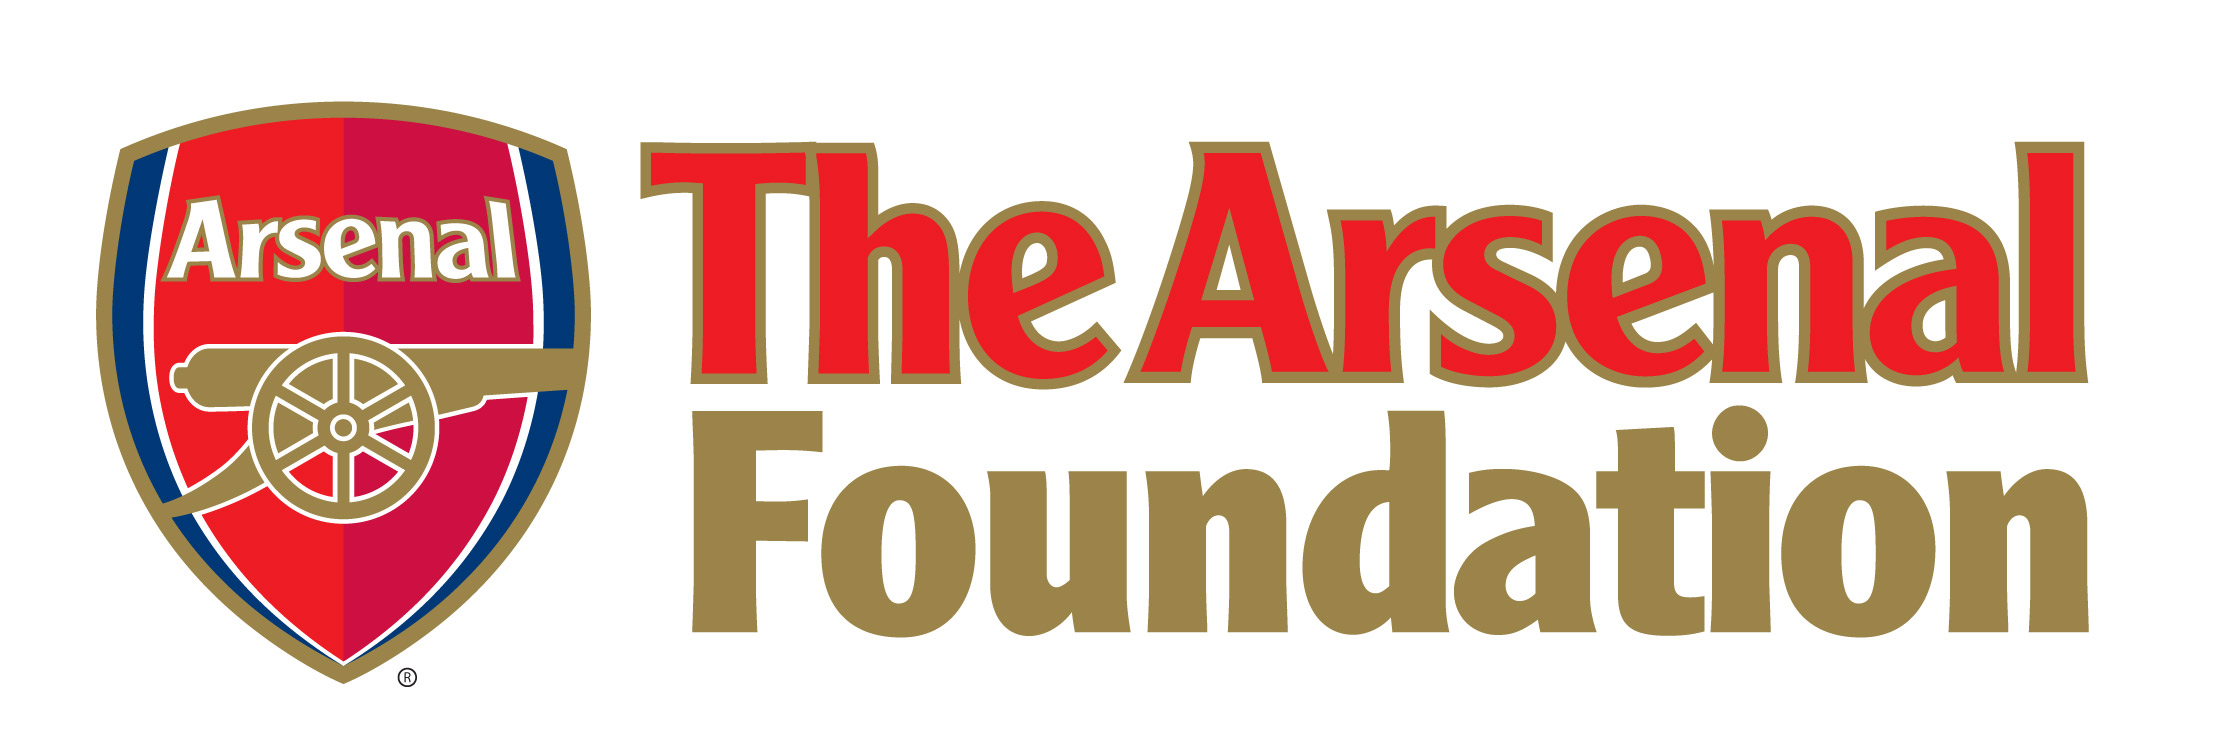 Arsenal
®
The Arsenal
Foundation